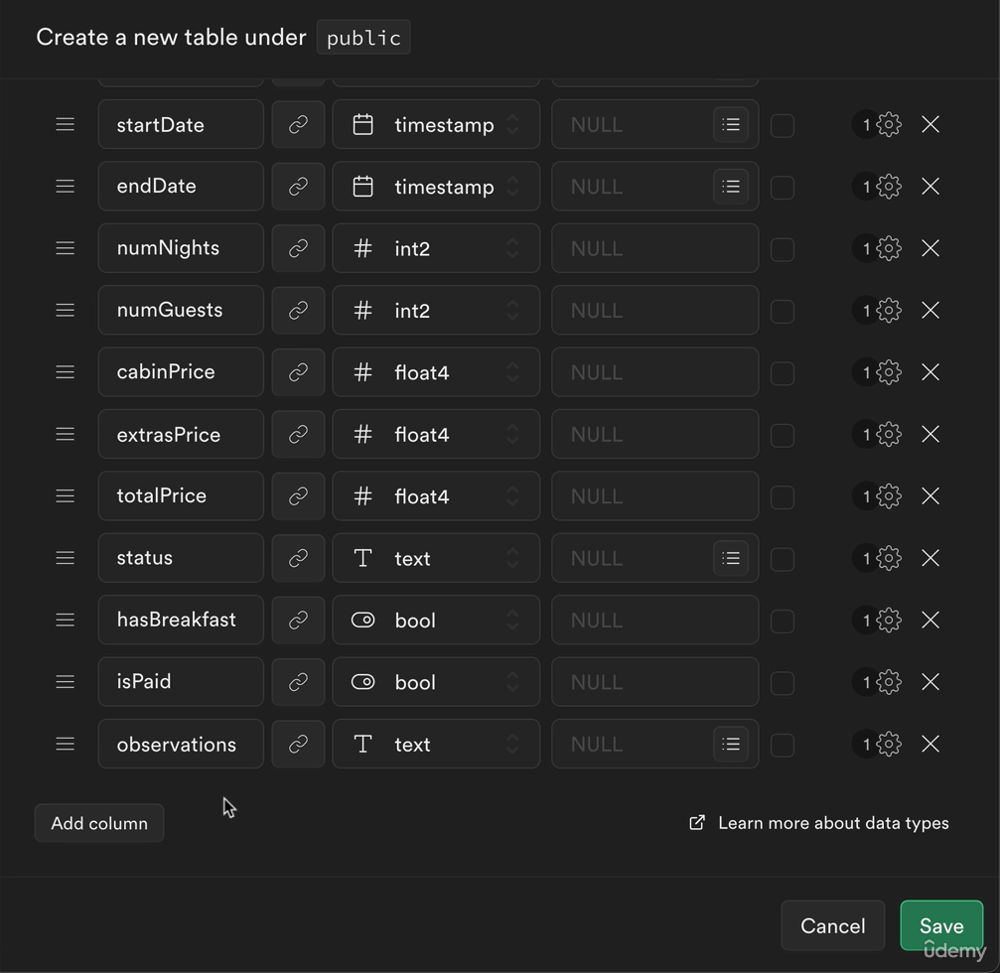 Create a new table under public
startDate timestamp NULL 1
endDate timestamp NULL 1
numNights # int2 NULL 1
numGuests # int2 NULL 1
cabinPrice # float4 NULL 1
extrasPrice # float4 NULL 1
totalPrice # float4 NULL 1
status T text NULL 1
hasBreakfast bool NULL 1
isPaid bool NULL 1
observations T text NULL 1
Add column Learn more about data types
Cancel Save
ûdemy